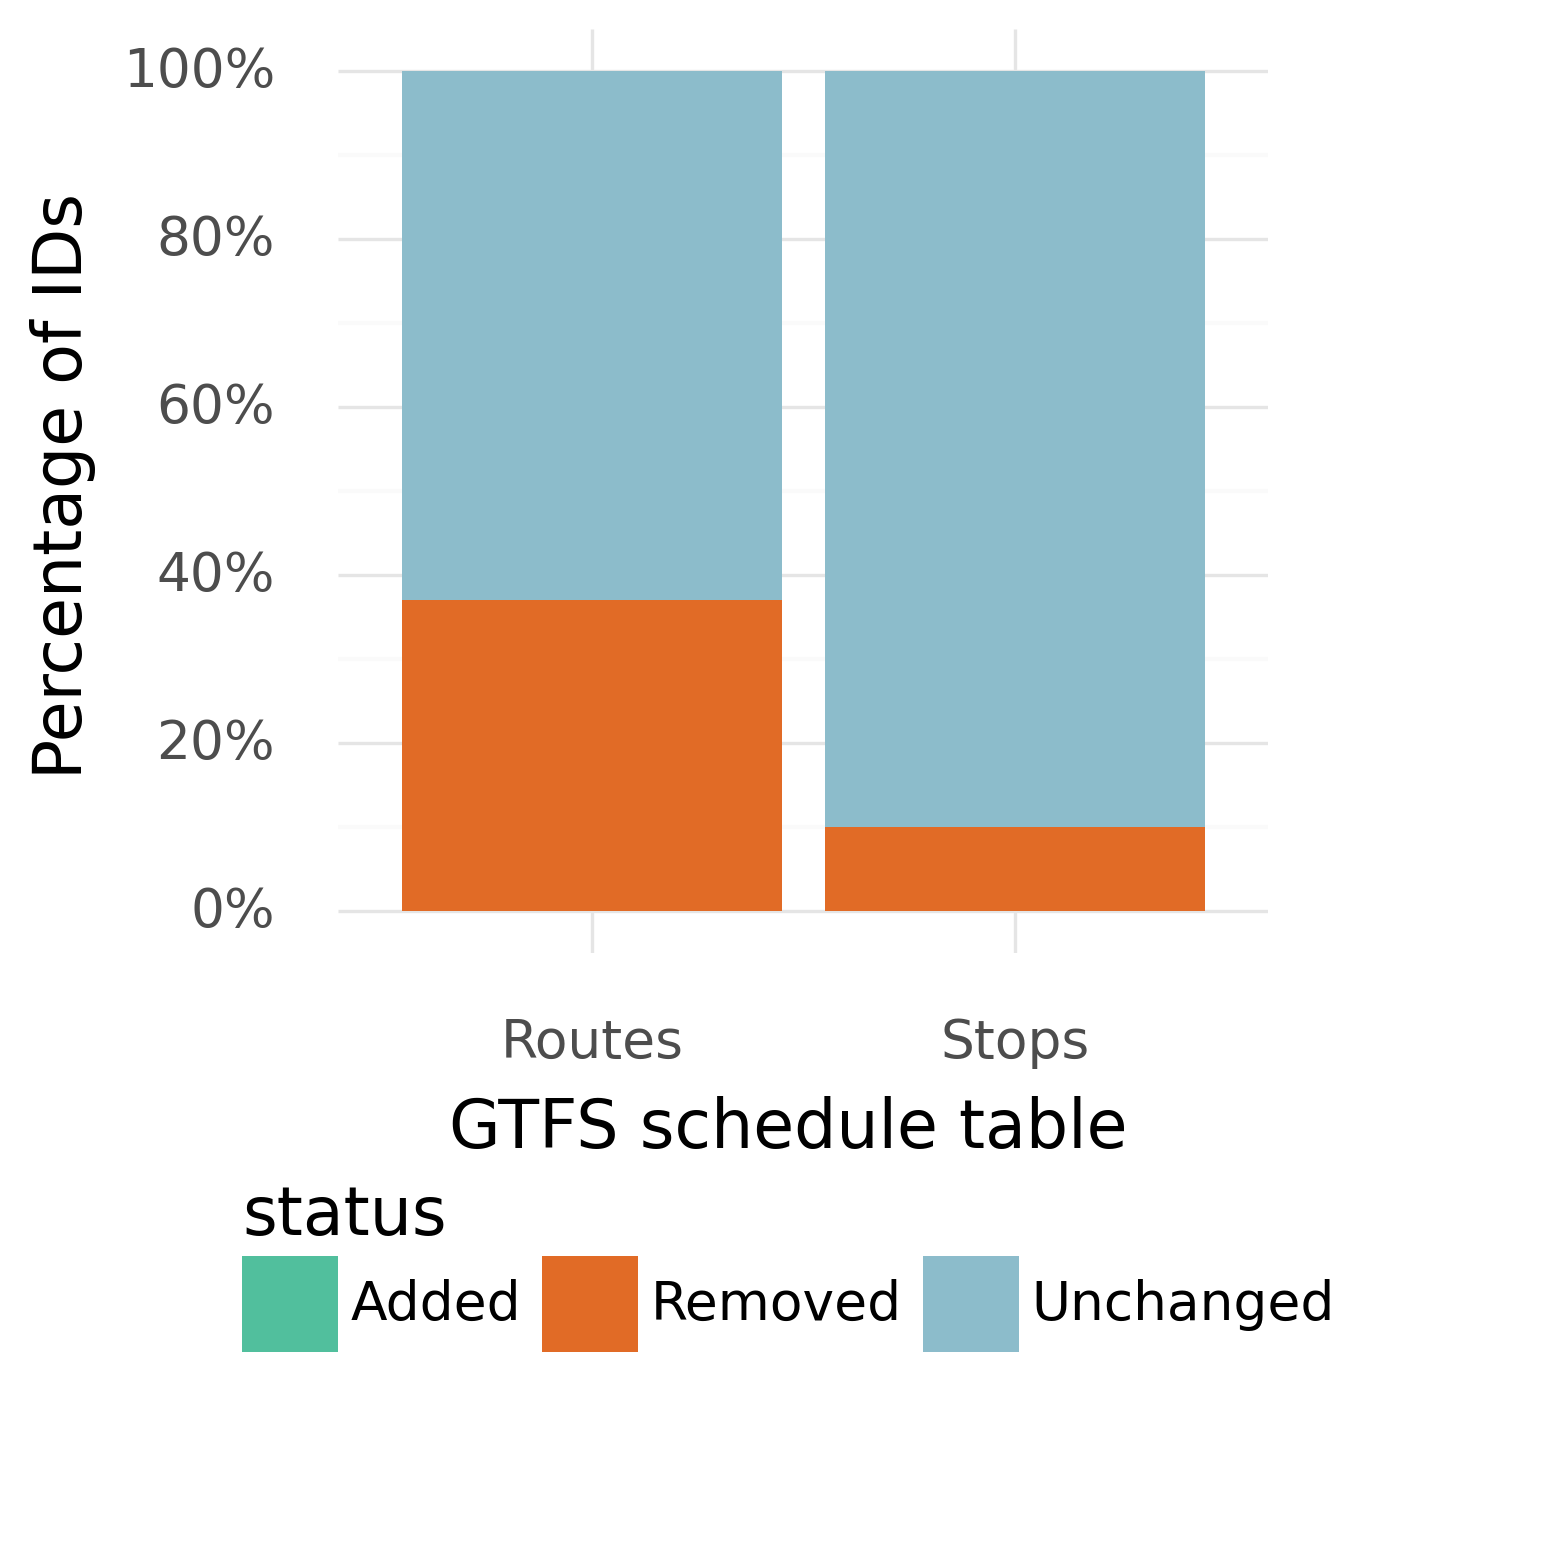 100%
80%
60%
40%
20%
0%
Percentage of IDs
Routes Stops
GTFS schedule table
status
Added Removed Unchanged